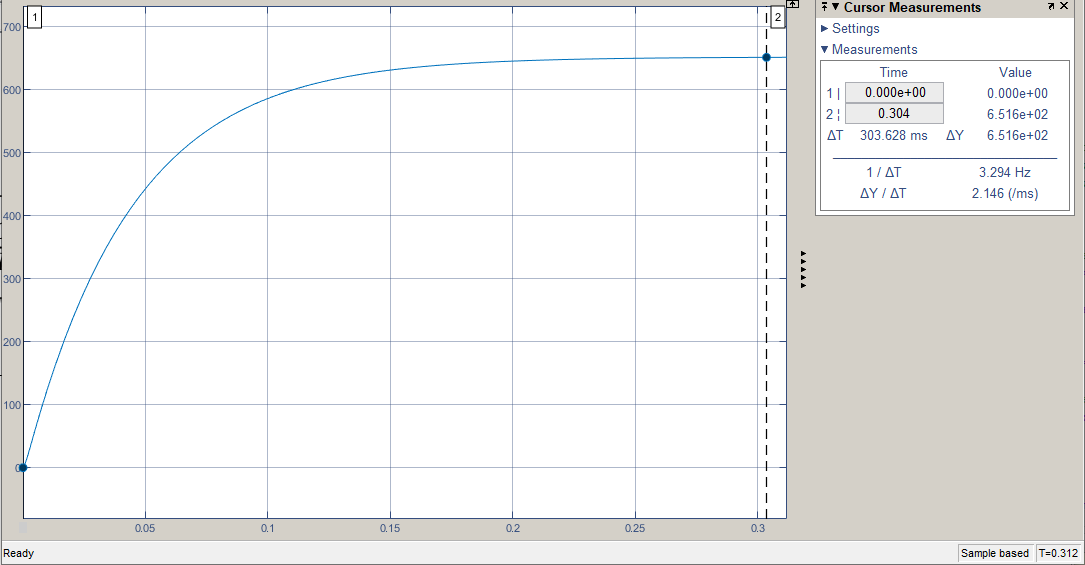 1
2
700
600
500
400
300
200
100
0
0.05 0.1 0.15 0.2 0.25 0.3
Ready
Sample based T=0.312
Cursor Measurements
Settings
Measurements
Time Value
1 | 0.000e+00 0.000e+00
2 ¦ 0.304 6.516e+02
ΔT 303.628 ms ΔY 6.516e+02
1 / ΔT 3.294 Hz
ΔY / ΔT 2.146 (/ms)